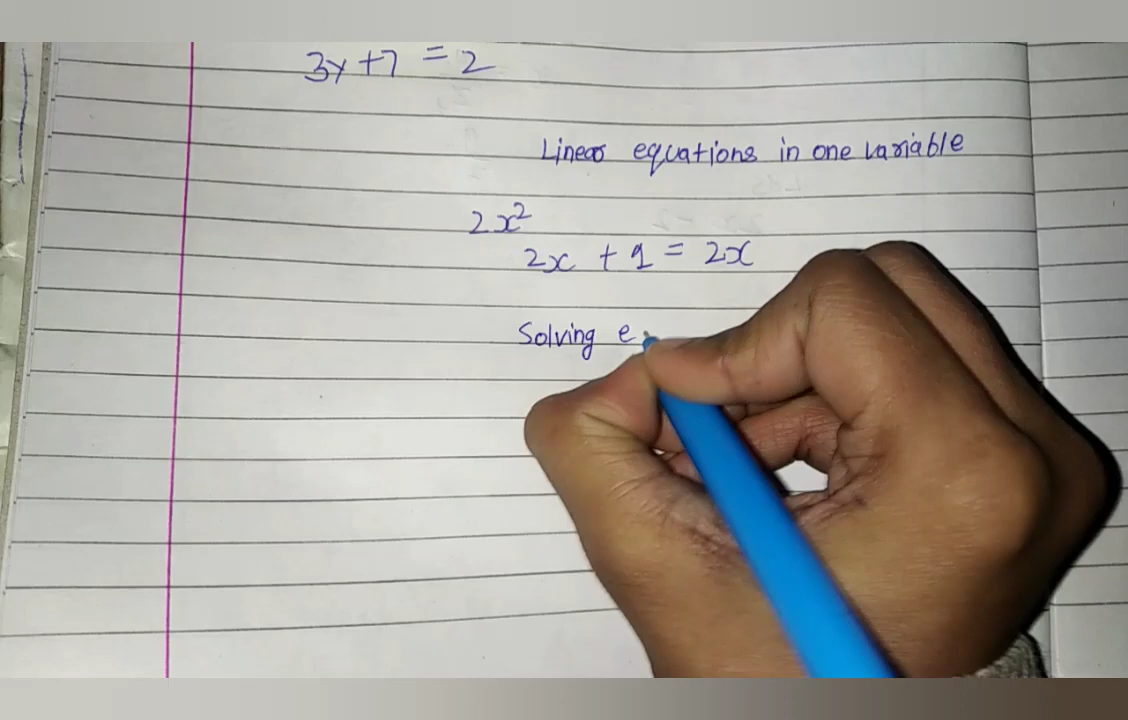 3y + 7 = 2
Linear equations in one variable
2x²
2x + 1 = 2x
Solving e